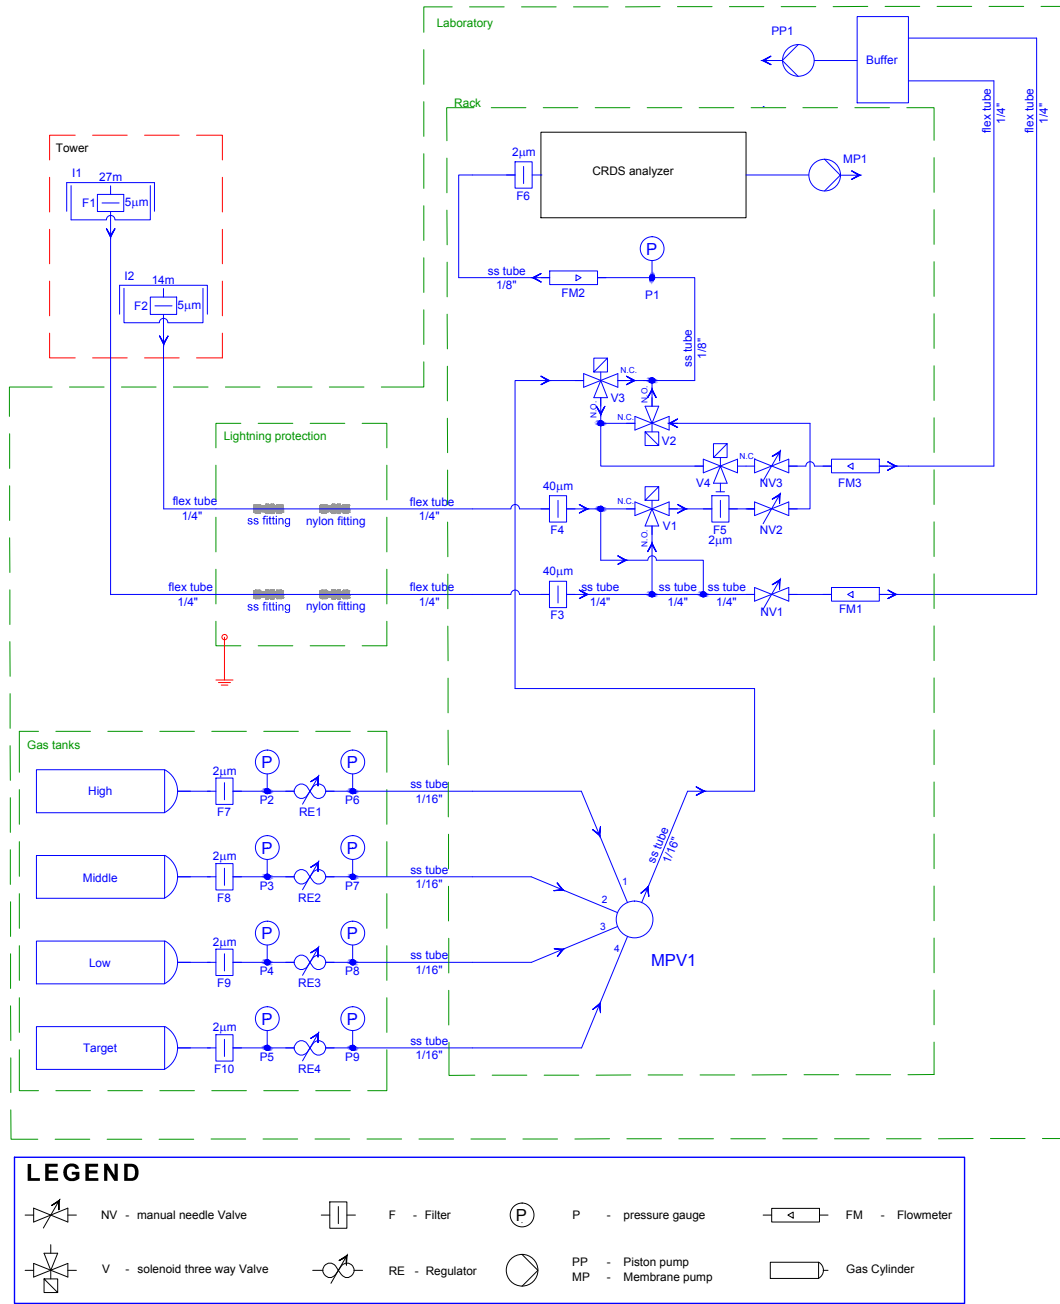 Laboratory
PP1
Buffer
flex tube
1/4"
flex tube
1/4"
Rack
Tower
I1
27m
F1
5μm
I2
14m
F2
5μm
2μm
F6
CRDS analyzer
MP1
P
P1
ss tube
1/8"
FM2
ss tube
1/8"
N.C.
V3
N.O.
N.O.
N.C.
V2
Lightning protection
N.C
V4
NV3
FM3
flex tube
1/4"
ss fitting
nylon fitting
flex tube
1/4"
40μm
F4
N.C.
V1
N.O.
F5
2μm
NV2
flex tube
1/4"
ss fitting
nylon fitting
flex tube
1/4"
40μm
F3
ss tube
1/4"
ss tube
1/4"
ss tube
1/4"
NV1
FM1
Gas tanks
High
2μm
F7
P
P2
RE1
P
P6
ss tube
1/16"
Middle
2μm
F8
P
P3
RE2
P
P7
ss tube
1/16"
Low
2μm
F9
P
P4
RE3
P
P8
ss tube
1/16"
Target
2μm
F10
P
P5
RE4
P
P9
ss tube
1/16"
ss tube
1/16"
1
2
3
4
MPV1
LEGEND
NV - manual needle Valve
F - Filter
P
P - pressure gauge
FM - Flowmeter
V - solenoid three way Valve
RE - Regulator
PP - Piston pump
MP - Membrane pump
Gas Cylinder